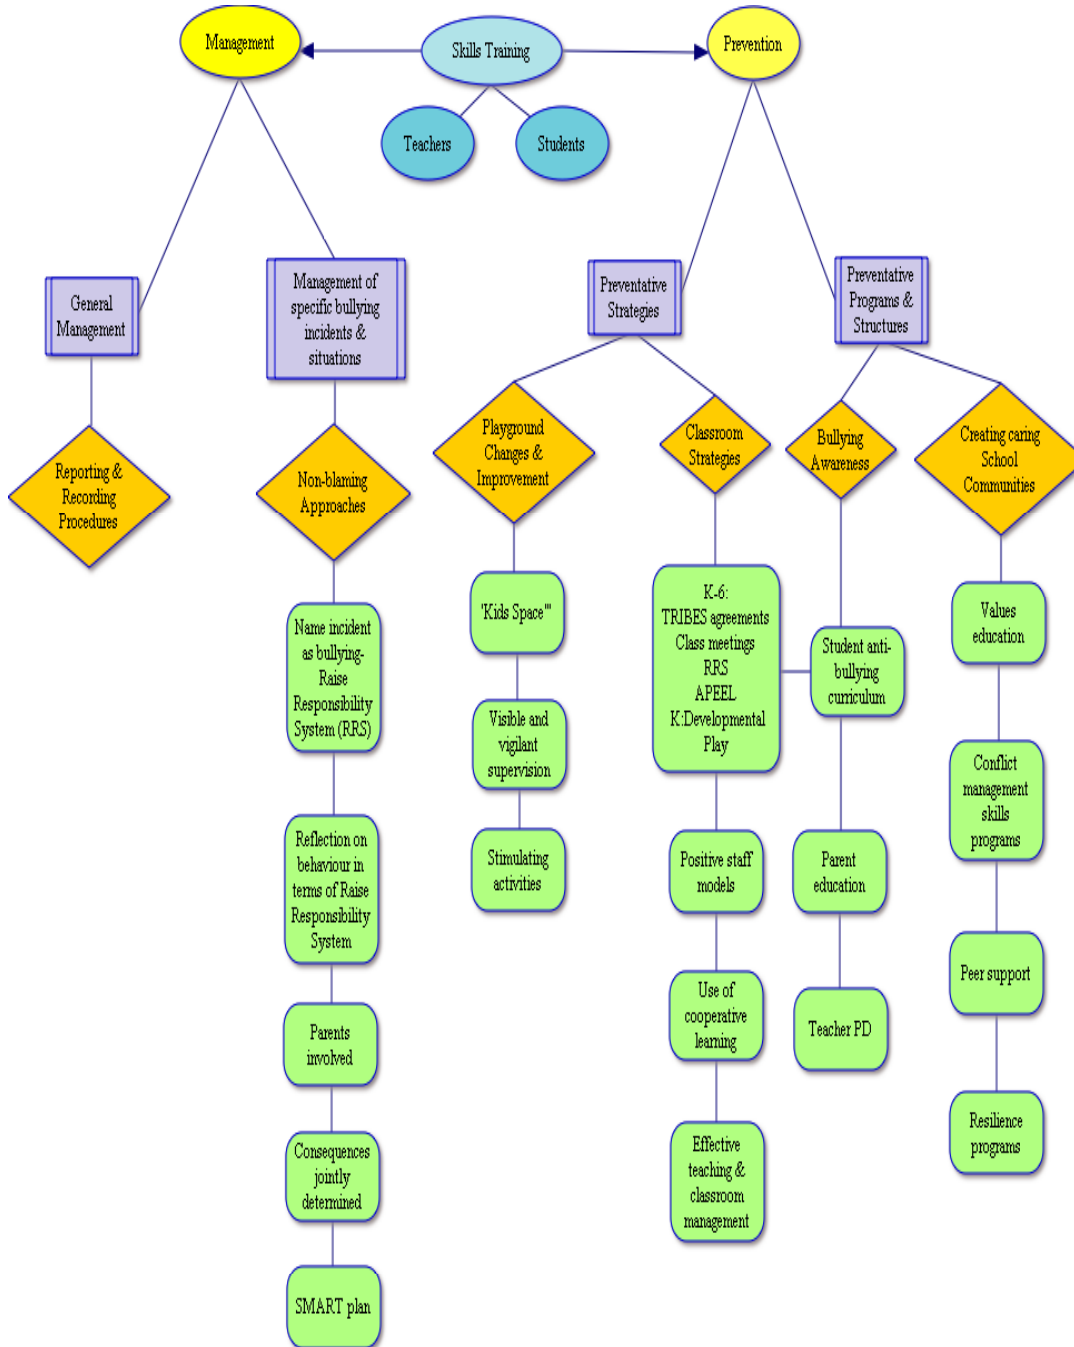 Management
Skills Training
Prevention
Teachers
Students
General
Management
Management of
specific bullying
incidents &
situations
Preventative
Strategies
Preventative
Programs &
Structures
Reporting &
Recording
Procedures
Non-blaming
Approaches
Playground
Changes &
Improvement
Classroom
Strategies
Bullying
Awareness
Creating caring
School
Communities
Name incident
as bullying-
Raise
Responsibility
System (RRS)
Reflection on
behaviour in
terms of Raise
Responsibility
System
Parents
involved
Consequences
jointly
determined
SMART plan
'Kids Space'"
Visible and
vigilant
supervision
Stimulating
activities
K-6:
TRIBES agreements
Class meetings
RRS
APEEL
K:Developmental
Play
Positive staff
models
Use of
cooperative
learning
Effective
teaching &
classroom
management
Student anti-
bullying
curriculum
Parent
education
Teacher PD
Values
education
Conflict
management
skills
programs
Peer support
Resilience
programs